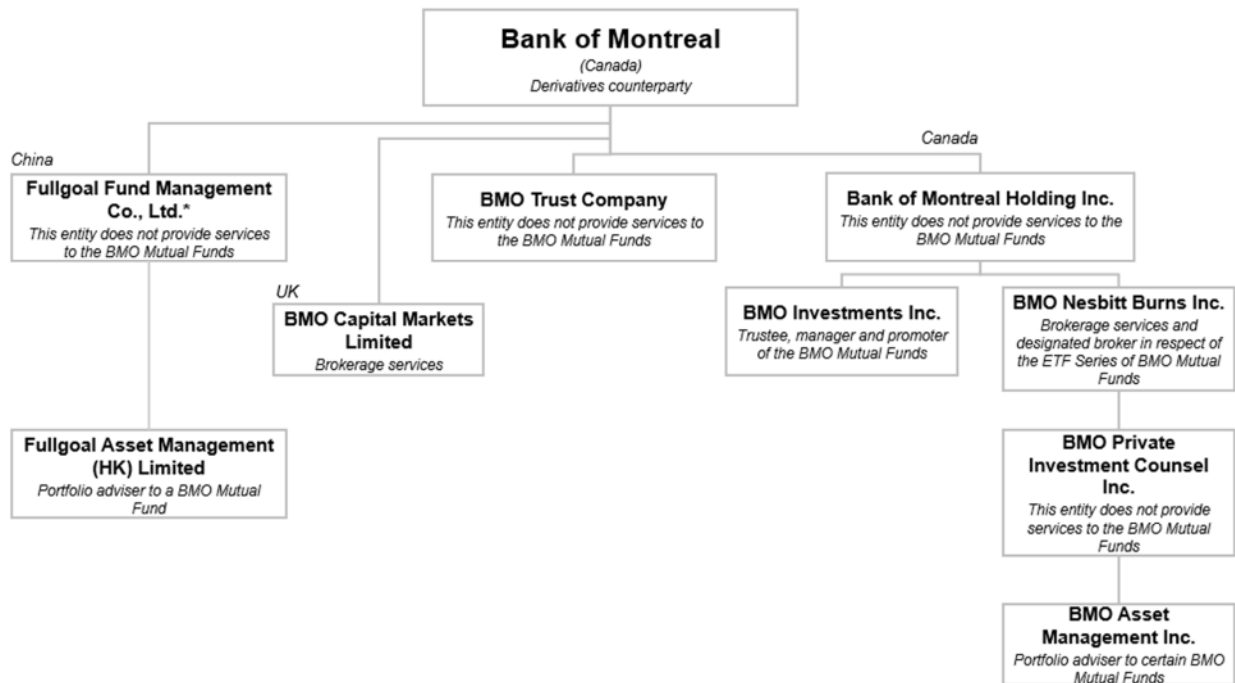 Bank of Montreal
(Canada)
Derivatives counterparty
China
Canada
Fullgoal Fund Management
Co., Ltd.*
This entity does not provide services
to the BMO Mutual Funds
BMO Trust Company
This entity does not provide services to
the BMO Mutual Funds
Bank of Montreal Holding Inc.
This entity does not provide services to the
BMO Mutual Funds
UK
BMO Capital Markets
Limited
Brokerage services
BMO Investments Inc.
Trustee, manager and promoter
of the BMO Mutual Funds
BMO Nesbitt Burns Inc.
Brokerage services and
designated broker in respect of
the ETF Series of BMO Mutual
Funds
Fullgoal Asset Management
(HK) Limited
Portfolio adviser to a BMO Mutual
Fund
BMO Private
Investment Counsel
Inc.
This entity does not provide
services to the BMO Mutual
Funds
BMO Asset
Management Inc.
Portfolio adviser to certain BMO
Mutual Funds